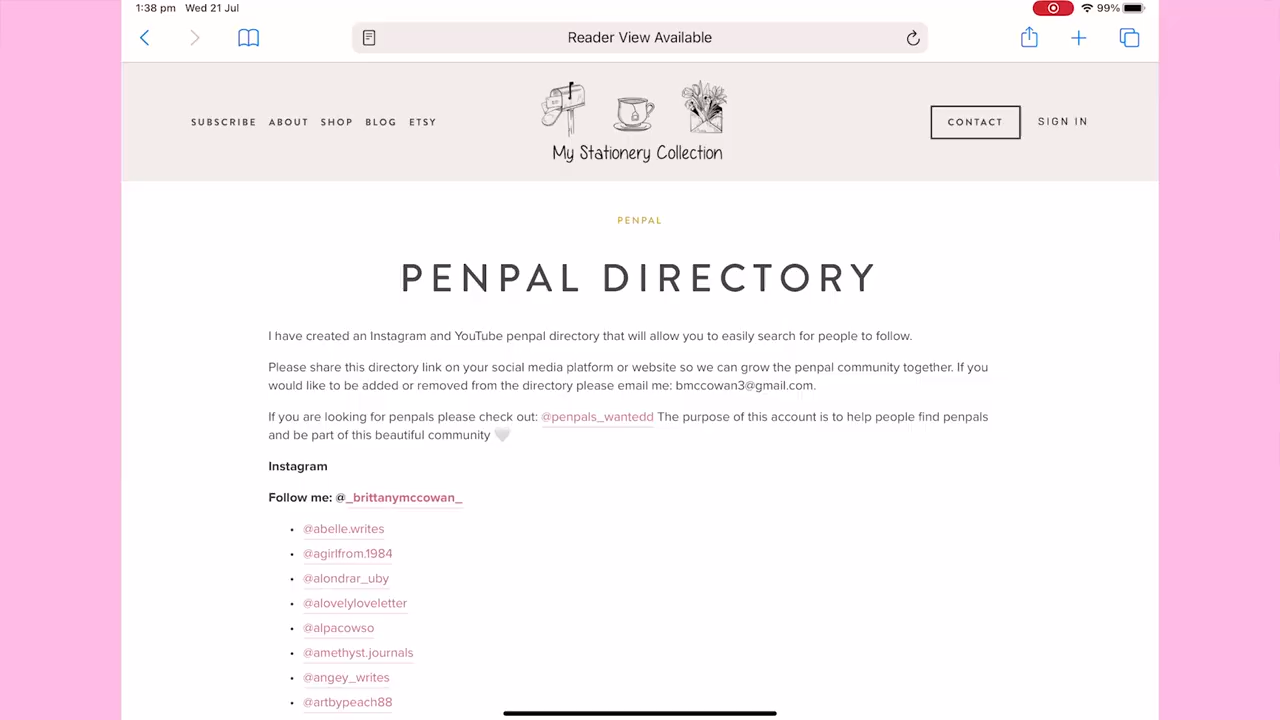 1:38 pm Wed 21 Jul
99%
Reader View Available
SUBSCRIBE ABOUT SHOP BLOG ETSY
My Stationery Collection
CONTACT SIGN IN
PENPAL
PENPAL DIRECTORY
I have created an Instagram and YouTube penpal directory that will allow you to easily search for people to follow.
Please share this directory link on your social media platform or website so we can grow the penpal community together. If you
would like to be added or removed from the directory please email me: bmccowan3@gmail.com.
If you are looking for penpals please check out: @penpals_wantedd The purpose of this account is to help people find penpals
and be part of this beautiful community 🤍
Instagram
Follow me: @_brittanymccowan_
• @abelle.writes
• @agirlfrom.1984
• @alondrar_uby
• @alovelyloveletter
• @alpacowso
• @amethyst.journals
• @angey_writes
• @artbypeach88